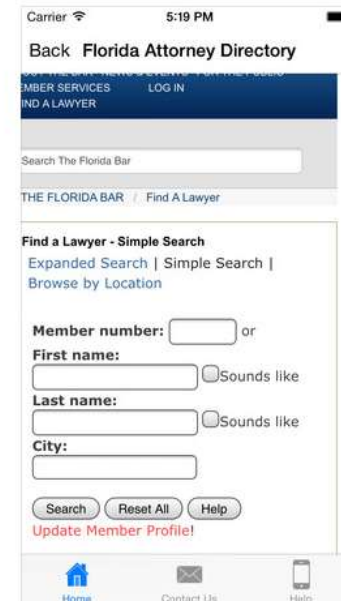 Carrier 5:19 PM
Back Florida Attorney Directory
MBER SERVICES LOG IN
ND A LAWYER
Search The Florida Bar
THE FLORIDA BAR / Find A Lawyer
Find a Lawyer - Simple Search
Expanded Search | Simple Search |
Browse by Location
Member number: or
First name:
Sounds like
Last name:
Sounds like
City:
Search Reset All Help
Update Member Profile!
Home Contact Us Help